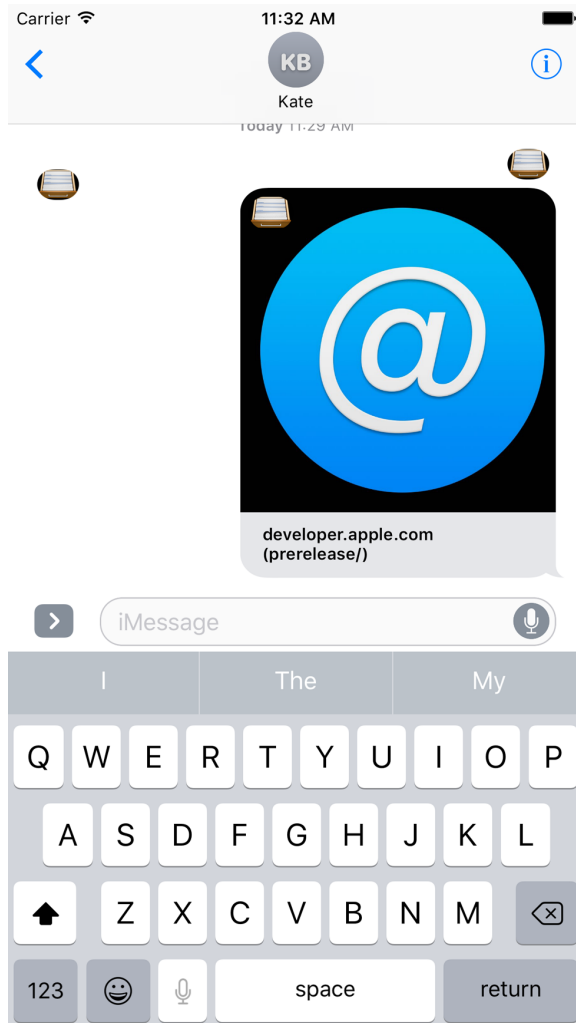 Carrier
11:32 AM
KB
Kate
Today 11:29 AM
@
developer.apple.com
(prerelease/)
iMessage
I
The
My
Q W E R T Y U I O P
A S D F G H J K L
Z X C V B N M
123
space
return